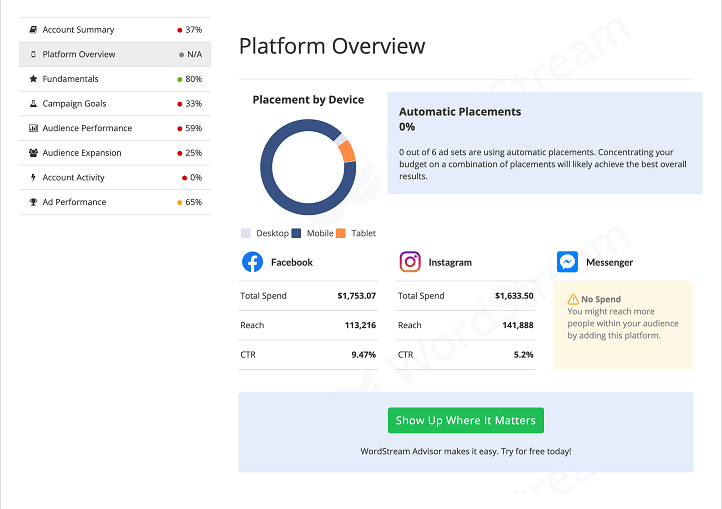 Account Summary 37%
Platform Overview N/A
Fundamentals 80%
Campaign Goals 33%
Audience Performance 59%
Audience Expansion 25%
Account Activity 0%
Ad Performance 65%
Platform Overview
Placement by Device
Desktop Mobile Tablet
Automatic Placements
0%
0 out of 6 ad sets are using automatic placements. Concentrating your
budget on a combination of placements will likely achieve the best overall
results.
Facebook
Total Spend $1,753.07
Reach 113,216
CTR 9.47%
Instagram
Total Spend $1,633.50
Reach 141,888
CTR 5.2%
Messenger
No Spend
You might reach more
people within your audience
by adding this platform.
Show Up Where it Matters
WordStream Advisor makes it easy. Try for free today!
WordStream
WordStream